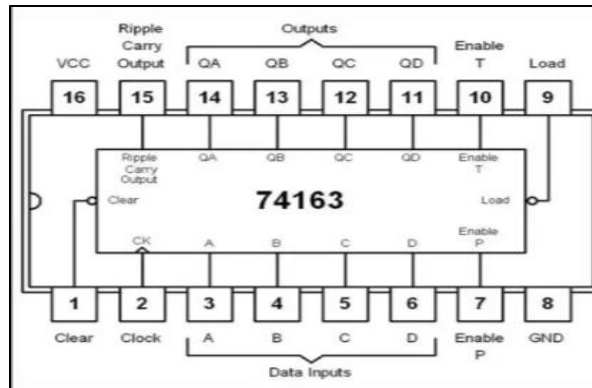 Ripple
Carry
Output
Outputs
Enable
T
VCC
QA
QB
QC
QD
Load
16
15
14
13
12
11
10
9
Ripple
Carry
Output
QA
QB
QC
QD
Enable
T
Clear
74163
Load
CK
A
B
C
D
Enable
P
1
2
3
4
5
6
7
8
Clear
Clock
A
B
C
D
Enable
P
GND
Data Inputs